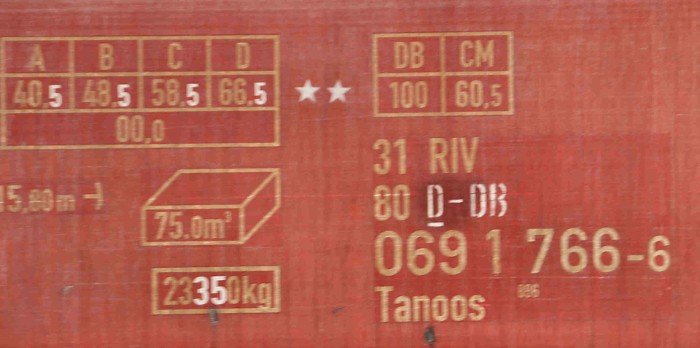 A B C D
40,5 48,5 58,5 66,5
00,0
DB CM
100 60,5
15,80m
75.0m³
23350kg
31 RIV
80 D-DB
069 1 766-6
Tanoos